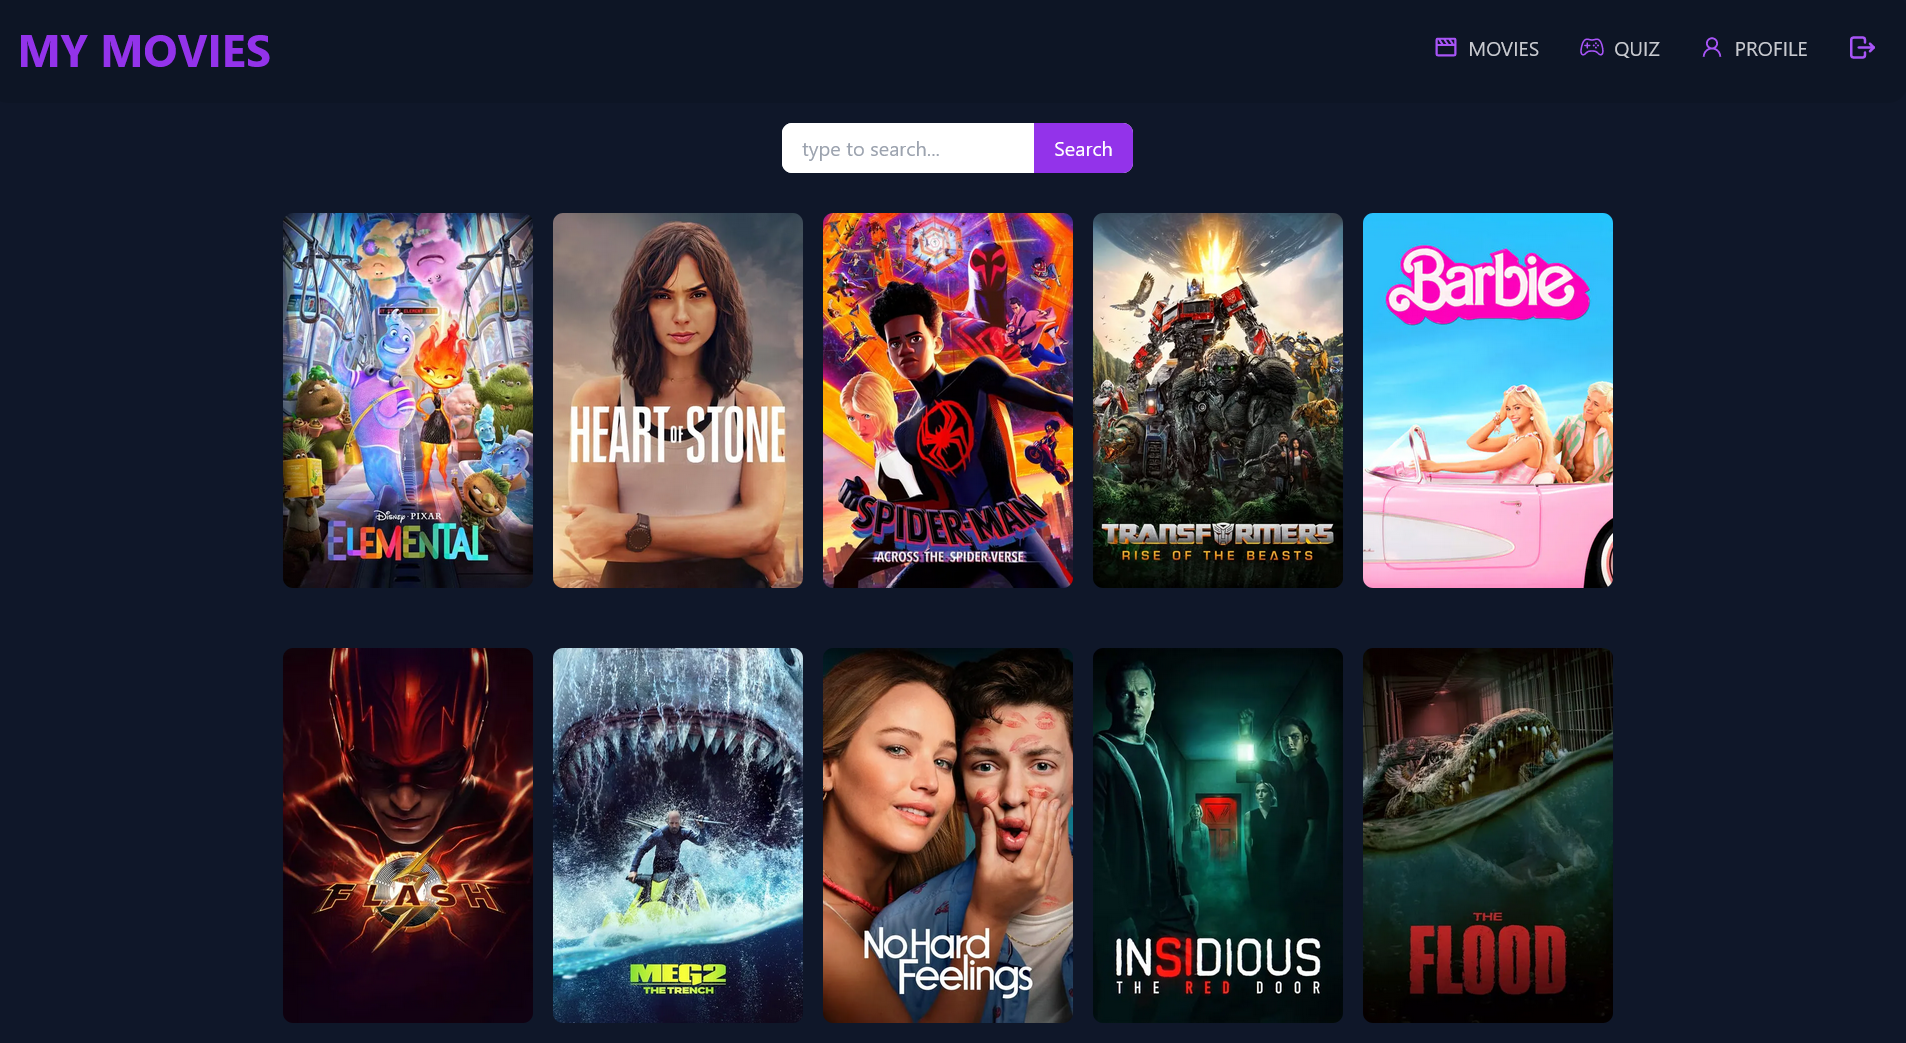 MY MOVIES
MOVIES
QUIZ
PROFILE
type to search...
Search
Disney · PIXAR
ELEMENTAL
HEART OF STONE
SPIDER-MAN
ACROSS THE SPIDER-VERSE
TRANSFORMERS
RISE OF THE BEASTS
Barbie
FLASH
MEG2
THE TRENCH
No Hard
Feelings
INSIDIOUS
THE RED DOOR
THE
FLOOD